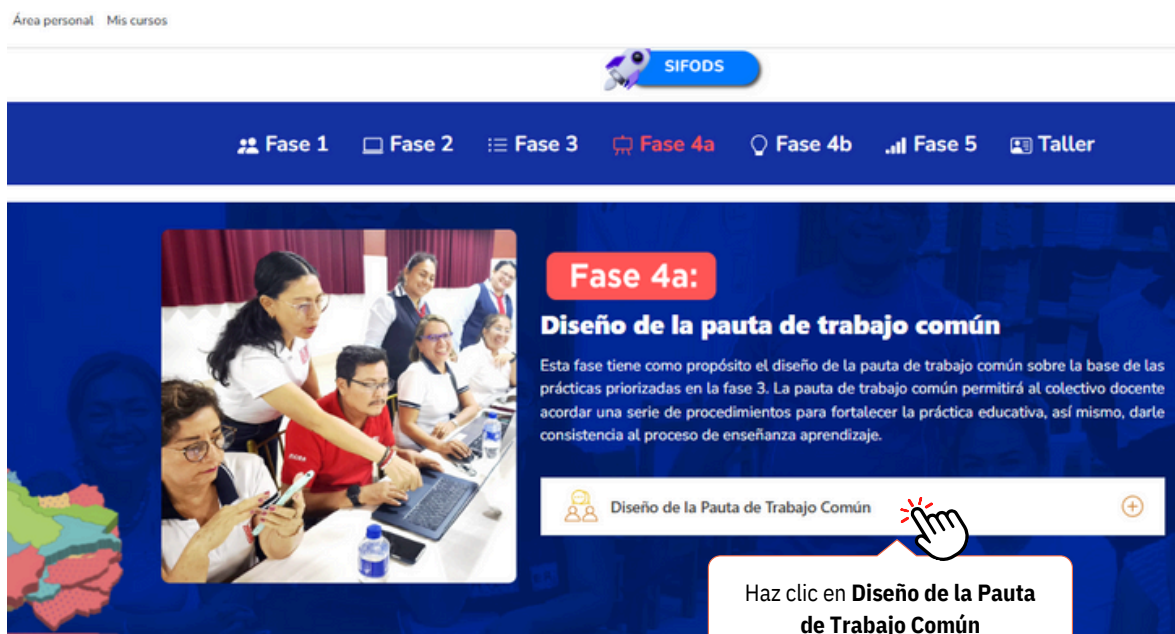 Área personal Mis cursos
SIFODS
Fase 1 Fase 2 Fase 3 Fase 4a Fase 4b Fase 5 Taller
Fase 4a:
Diseño de la pauta de trabajo común
Esta fase tiene como propósito el diseño de la pauta de trabajo común sobre la base de las
prácticas priorizadas en la fase 3. La pauta de trabajo común permitirá al colectivo docente
acordar una serie de procedimientos para fortalecer la práctica educativa, así mismo, darle
consistencia al proceso de enseñanza aprendizaje.
Diseño de la Pauta de Trabajo Común
Haz clic en Diseño de la Pauta
de Trabajo Común